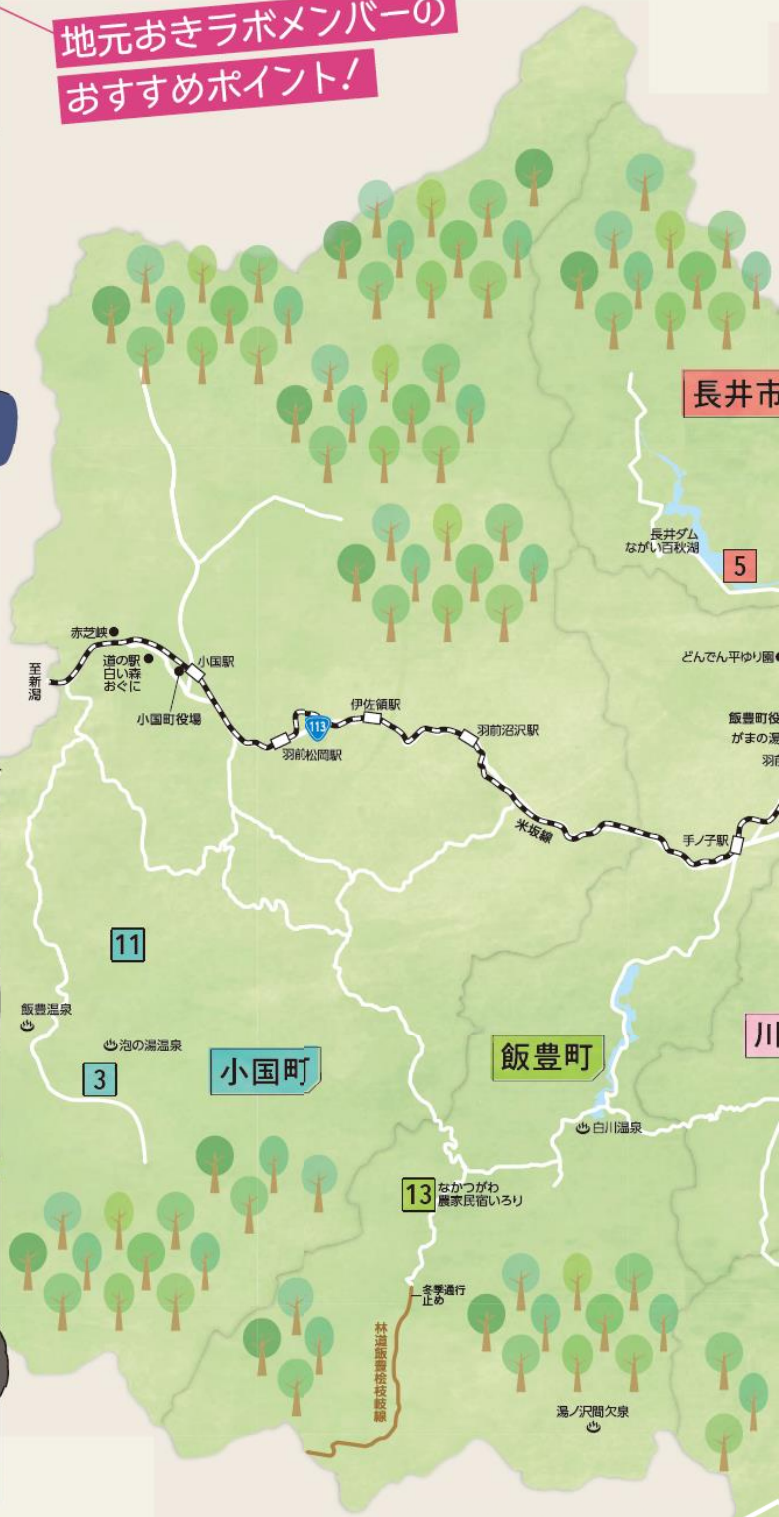 地元おきラボメンバーの
おすすめポイント!
長井市
長井ダム
ながい百秋湖
5
赤芝峡
至新潟
道の駅
白い森
おぐに
小国駅
小国町役場
羽前松岡駅
113
伊佐領駅
羽前沼沢駅
米坂線
手ノ子駅
どんでん平ゆり園
飯豊町役
がまの湯
羽前
11
飯豊温泉
泡の湯温泉
3
小国町
飯豊町
川
白川温泉
13
なかつがわ
農家民宿いろり
冬季通行
止め
林道飯豊桧枝岐線
湯ノ沢間欠泉